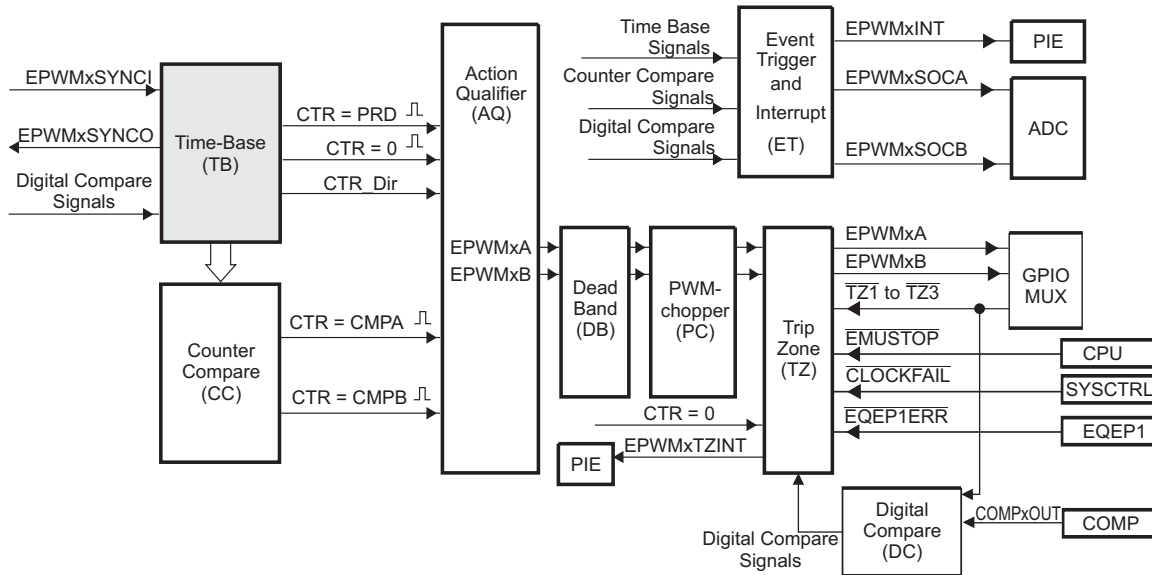 EPWMxSYNCI
EPWMxSYNCO
Digital Compare
Signals
Time-Base
(TB)
CTR = PRD
CTR = 0
CTR_Dir
Counter
Compare
(CC)
CTR = CMPA
CTR = CMPB
Action
Qualifier
(AQ)
EPWMxA
EPWMxB
Time Base
Signals
Counter Compare
Signals
Digital Compare
Signals
Event
Trigger
and
Interrupt
(ET)
EPWMxINT
EPWMxSOCA
EPWMxSOCB
PIE
ADC
Dead
Band
(DB)
PWM-
chopper
(PC)
Trip
Zone
(TZ)
EPWMxA
EPWMxB
TZ1 to TZ3
EMUSTOP
CLOCKFAIL
EQEP1ERR
GPIO
MUX
CPU
SYSCTRL
EQEP1
CTR = 0
EPWMxTZINT
PIE
Digital Compare
Signals
Digital
Compare
(DC)
COMPxOUT
COMP